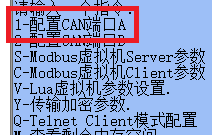 1-配置CAN端口A
S-Modbus虚拟机Server参数
C-Modbus虚拟机Client参数
V-Lua虚拟机参数设置.
Y-传输加密参数.
Q-Telnet Client模式配置